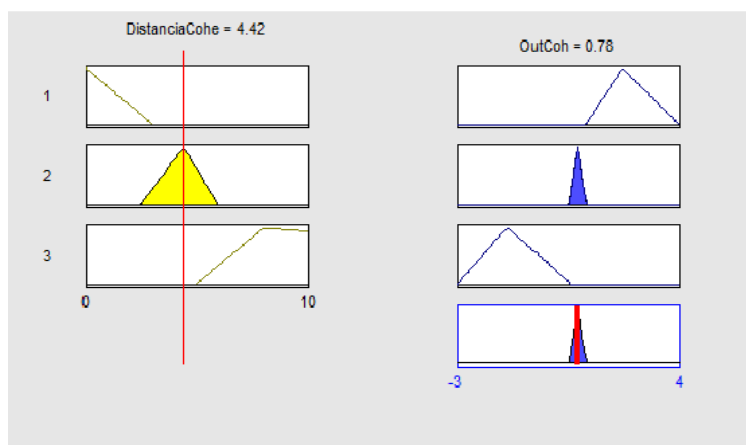 DistanciaCohe = 4.42
OutCoh = 0.78
1
2
3
0 10
-3 4